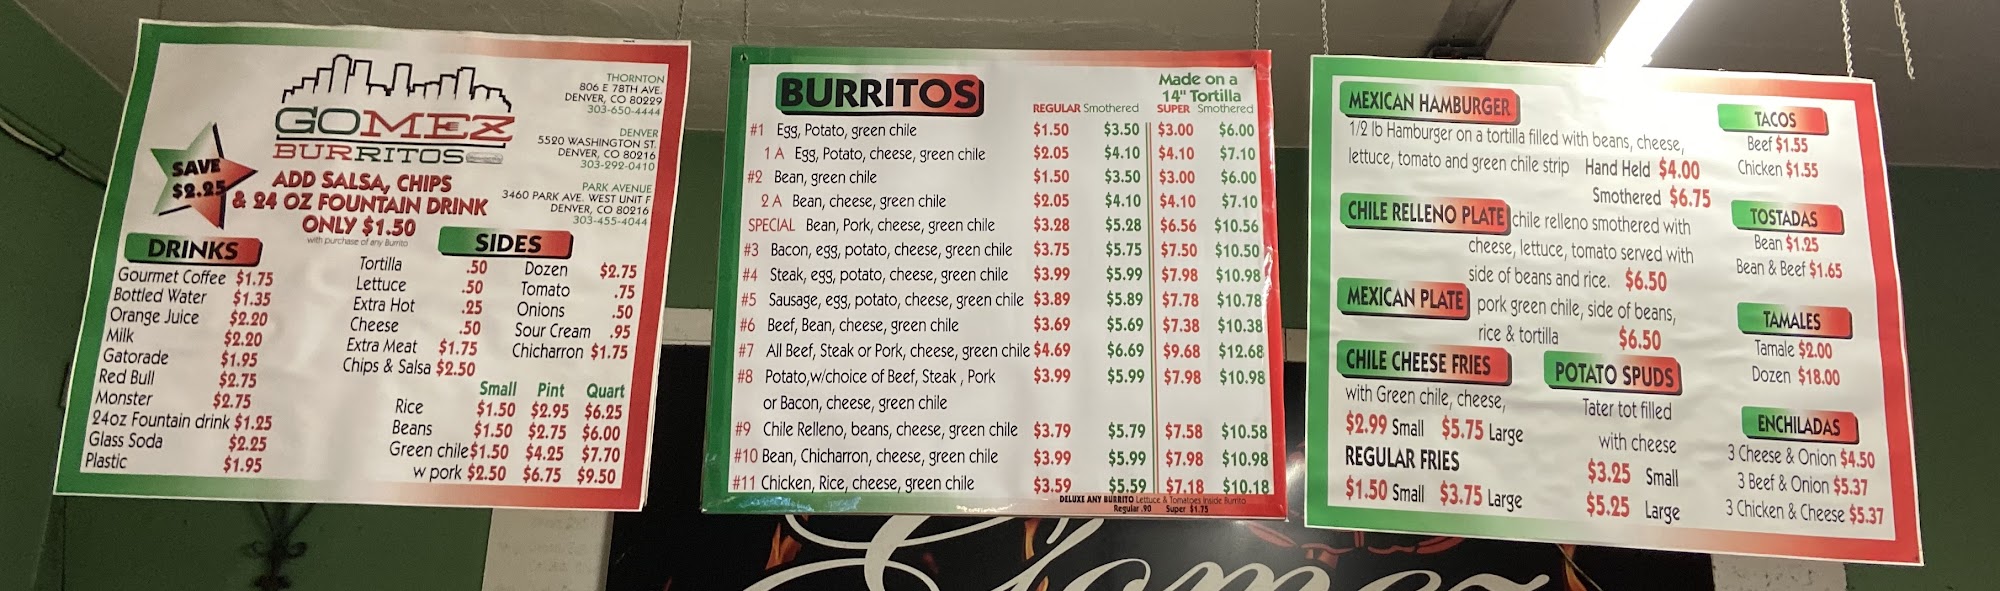 GOMEZ
BURRITOS
SAVE
$2.25
ADD SALSA, CHIPS
& 24 OZ FOUNTAIN DRINK
ONLY $1.50
with purchase of any Burrito
THORNTON
806 E 78TH AVE.
DENVER, CO 80229
303-650-4444
DENVER
5520 WASHINGTON ST.
DENVER, CO 80216
303-292-0410
PARK AVENUE
3460 PARK AVE. WEST UNIT F
DENVER, CO 80216
303-455-4044
DRINKS
Gourmet Coffee $1.75
Bottled Water $1.35
Orange Juice $2.20
Milk $2.20
Gatorade $1.95
Red Bull $2.75
Monster $2.75
24oz Fountain drink $1.25
Glass Soda $2.25
Plastic $1.95
SIDES
Tortilla .50 Dozen $2.75
Lettuce .50 Tomato .75
Extra Hot .25 Onions .50
Cheese .50 Sour Cream .95
Extra Meat $1.75 Chicharron $1.75
Chips & Salsa $2.50
Small Pint Quart
Rice $1.50 $2.95 $6.25
Beans $1.50 $2.75 $6.00
Green chile $1.50 $4.25 $7.70
w pork $2.50 $6.75 $9.50
BURRITOS
Made on a
14" Tortilla
REGULAR Smothered SUPER Smothered
#1 Egg, Potato, green chile $1.50 $3.50 $3.00 $6.00
1 A Egg, Potato, cheese, green chile $2.05 $4.10 $4.10 $7.10
#2 Bean, green chile $1.50 $3.50 $3.00 $6.00
2 A Bean, cheese, green chile $2.05 $4.10 $4.10 $7.10
SPECIAL Bean, Pork, cheese, green chile $3.28 $5.28 $6.56 $10.56
#3 Bacon, egg, potato, cheese, green chile $3.75 $5.75 $7.50 $10.50
#4 Steak, egg, potato, cheese, green chile $3.99 $5.99 $7.98 $10.98
#5 Sausage, egg, potato, cheese, green chile $3.89 $5.89 $7.78 $10.78
#6 Beef, Bean, cheese, green chile $3.69 $5.69 $7.38 $10.38
#7 All Beef, Steak or Pork, cheese, green chile $4.69 $6.69 $9.68 $12.68
#8 Potato,w/choice of Beef, Steak , Pork $3.99 $5.99 $7.98 $10.98
or Bacon, cheese, green chile
#9 Chile Relleno, beans, cheese, green chile $3.79 $5.79 $7.58 $10.58
#10 Bean, Chicharron, cheese, green chile $3.99 $5.99 $7.98 $10.98
#11 Chicken, Rice, cheese, green chile $3.59 $5.59 $7.18 $10.18
DELUXE ANY BURRITO Lettuce & Tomatoes Inside Burrito
Regular .90 Super $1.75
MEXICAN HAMBURGER
1/2 lb Hamburger on a tortilla filled with beans, cheese,
lettuce, tomato and green chile strip Hand Held $4.00
Smothered $6.75
CHILE RELLENO PLATE chile relleno smothered with
cheese, lettuce, tomato served with
side of beans and rice. $6.50
MEXICAN PLATE pork green chile, side of beans,
rice & tortilla $6.50
CHILE CHEESE FRIES
with Green chile, cheese,
$2.99 Small $5.75 Large
REGULAR FRIES
$1.50 Small $3.75 Large
POTATO SPUDS
Tater tot filled
with cheese
$3.25 Small
$5.25 Large
TACOS
Beef $1.55
Chicken $1.55
TOSTADAS
Bean $1.25
Bean & Beef $1.65
TAMALES
Tamale $2.00
Dozen $18.00
ENCHILADAS
3 Cheese & Onion $4.50
3 Beef & Onion $5.37
3 Chicken & Cheese $5.37
Gomez